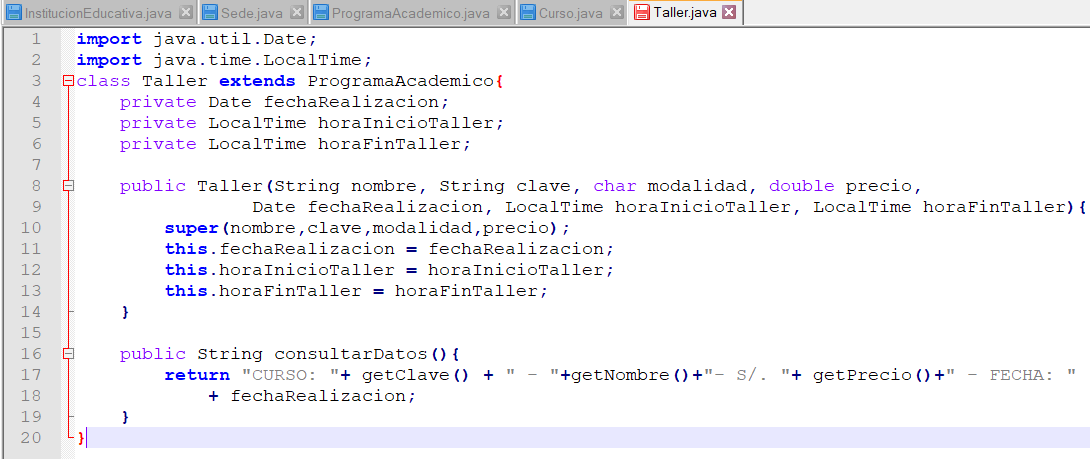 InstitucionEducativa.java Sede.java ProgramaAcademico.java Curso.java Taller.java
1 import java.util.Date;
2 import java.time.LocalTime;
3 class Taller extends ProgramaAcademico{
4 private Date fechaRealizacion;
5 private LocalTime horaInicioTaller;
6 private LocalTime horaFinTaller;
7
8 public Taller(String nombre, String clave, char modalidad, double precio,
9 Date fechaRealizacion, LocalTime horaInicioTaller, LocalTime horaFinTaller){
10 super(nombre,clave,modalidad,precio);
11 this.fechaRealizacion = fechaRealizacion;
12 this.horaInicioTaller = horaInicioTaller;
13 this.horaFinTaller = horaFinTaller;
14 }
15
16 public String consultarDatos(){
17 return "CURSO: "+ getClave() + " - "+getNombre()+"- S/. "+ getPrecio()+" - FECHA: "
18 + fechaRealizacion;
19 }
20 }